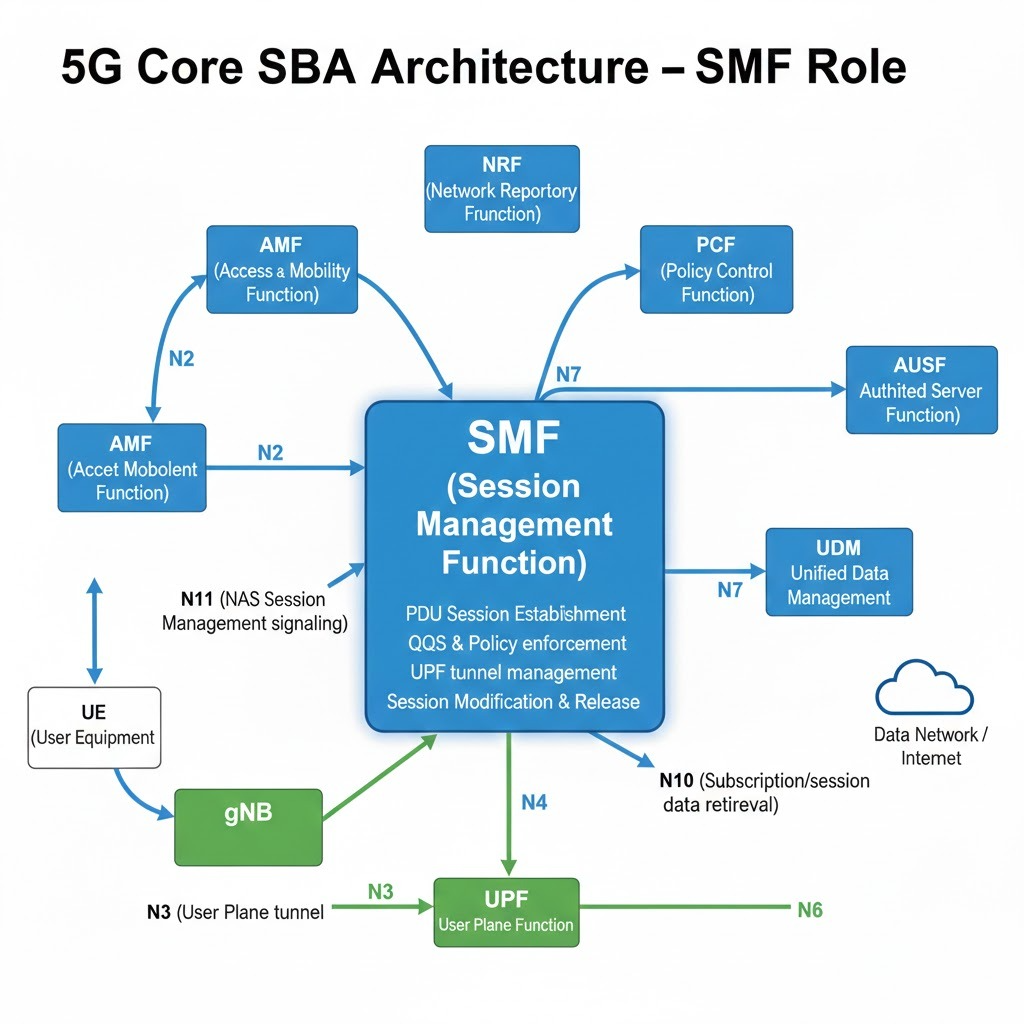 5G Core SBA Architecture – SMF Role
NRF
(Network Reportory
Frunction)
AMF
(Access & Mobility
Function)
PCF
(Policy Control
Function)
N2
N7
AUSF
Authited Server
Function)
AMF
(Accet Mobolent
Function)
N2
SMF
(Session
Management
Function)
PDU Session Establishment
QQS & Policy enforcement
UPF tunnel management
Session Modification & Release
UDM
Unified Data
Management
N7
N11 (NAS Session
Management signaling)
UE
(User Equipment
Data Network /
Internet
gNB
N4
N10 (Subscription/session
data retireval)
N3 (User Plane tunnel
N3
UPF
User Plane Function
N6